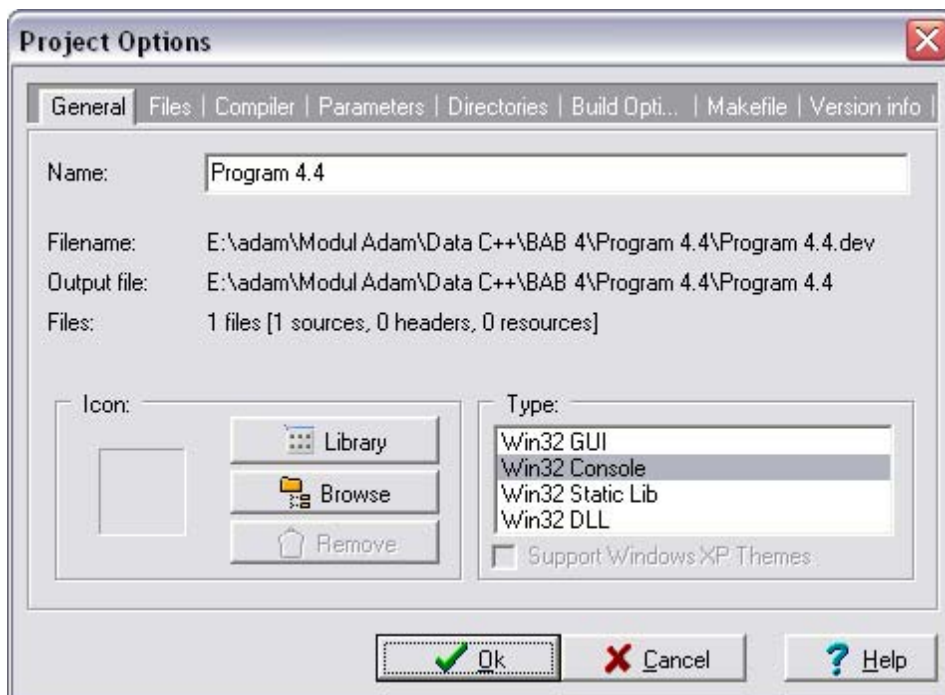 Project Options
General | Files | Compiler | Parameters | Directories | Build Opti... | Makefile | Version info |
Name: Program 4.4
Filename: E:\adam\Modul Adam\Data C++\BAB 4\Program 4.4\Program 4.4.dev
Output file: E:\adam\Modul Adam\Data C++\BAB 4\Program 4.4\Program 4.4
Files: 1 files [1 sources, 0 headers, 0 resources]
Icon:
Library
Browse
Remove
Type:
Win32 GUI
Win32 Console
Win32 Static Lib
Win32 DLL
Support Windows XP Themes
Ok Cancel Help